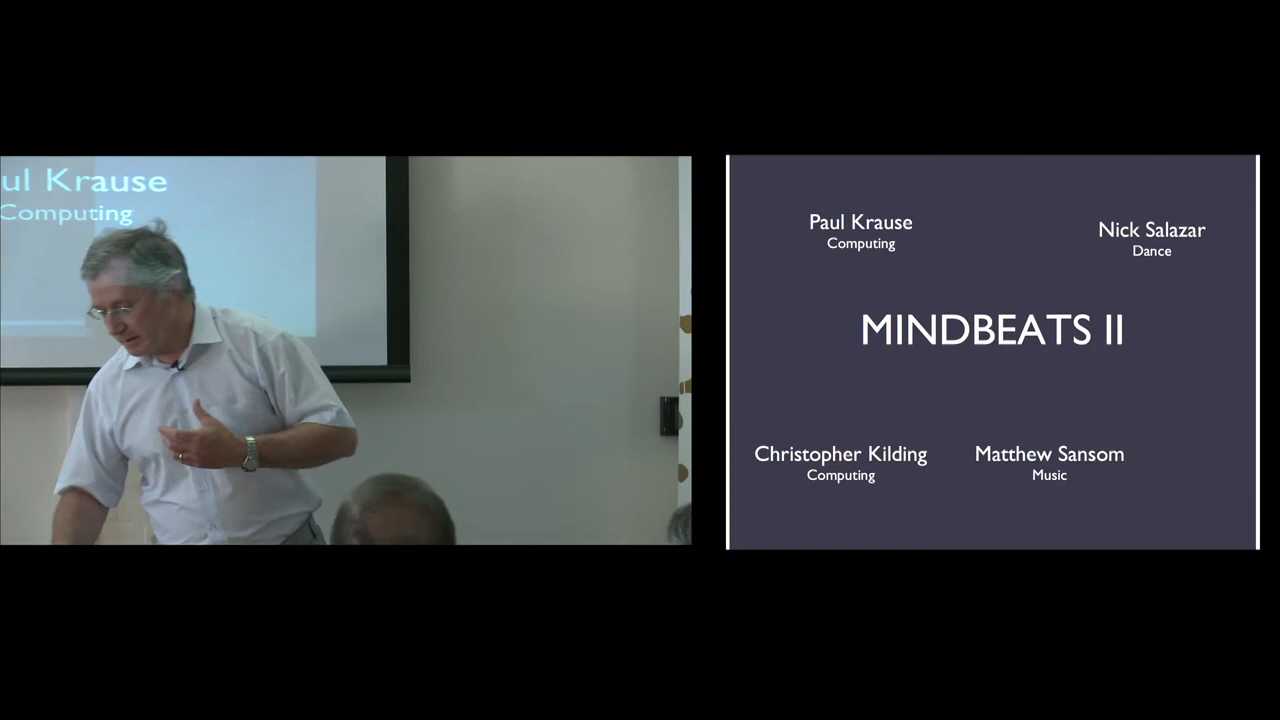 ul Krause
Computing
Paul Krause
Computing
Nick Salazar
Dance
MINDBEATS II
Christopher Kilding
Computing
Matthew Sansom
Music